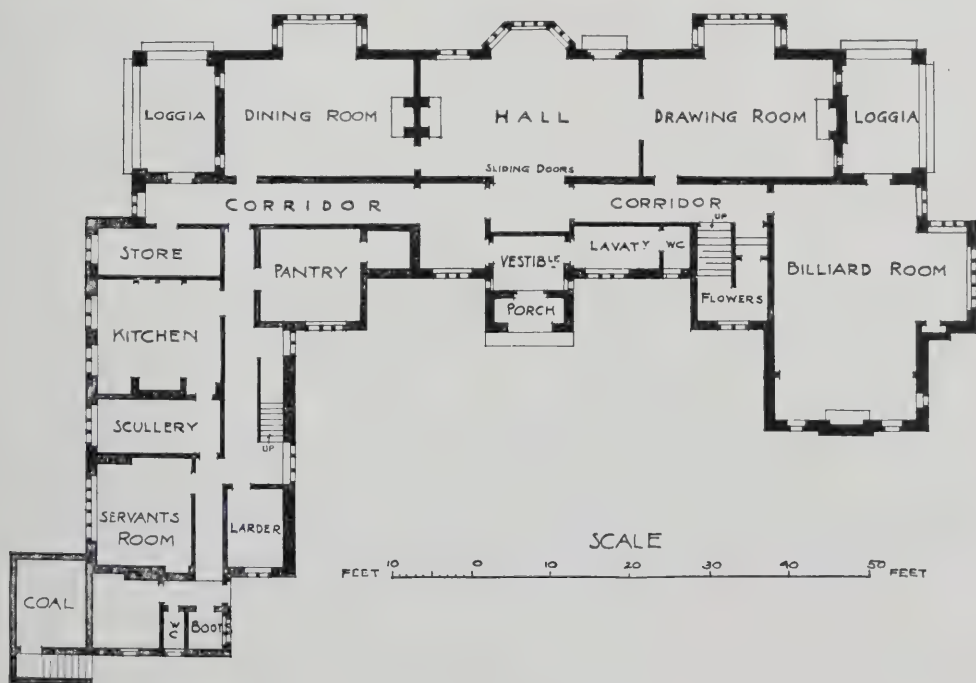 LOGGIA
DINING ROOM
HALL
DRAWING ROOM
LOGGIA
SLIDING DOORS
CORRIDOR
CORRIDOR
STORE
PANTRY
VESTIBLE
LAVATY
WC
UP
FLOWERS
BILLIARD ROOM
PORCH
KITCHEN
SCULLERY
UP
SERVANTS
ROOM
LARDER
COAL
WC
BOOTS
SCALE
FEET 10 0 10 20 30 40 50 FEET